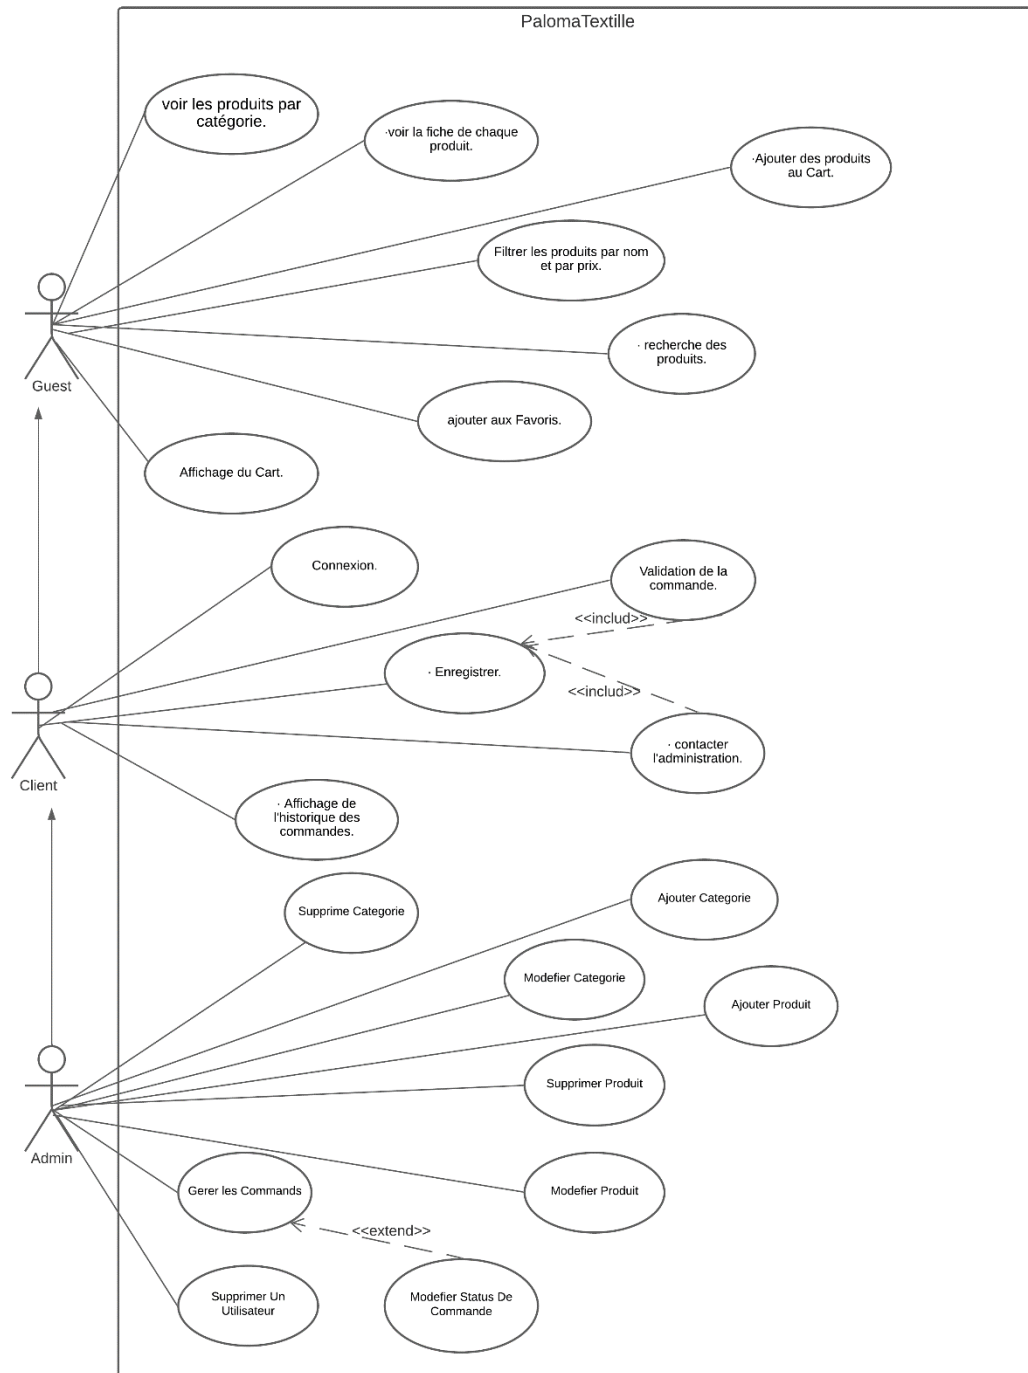 PalomaTextille
voir les produits par
catégorie.
·voir la fiche de chaque
produit.
·Ajouter des produits
au Cart.
Filtrer les produits par nom
et par prix.
· recherche des
produits.
Guest
ajouter aux Favoris.
Affichage du Cart.
Connexion.
Validation de la
commande.
<<includ>>
· Enregistrer.
<<includ>>
· contacter
l'administration.
Client
· Affichage de
l'historique des
commandes.
Supprime Categorie
Ajouter Categorie
Modefier Categorie
Ajouter Produit
Supprimer Produit
Admin
Gerer les Commands
Modefier Produit
<<extend>>
Supprimer Un
Utilisateur
Modefier Status De
Commande